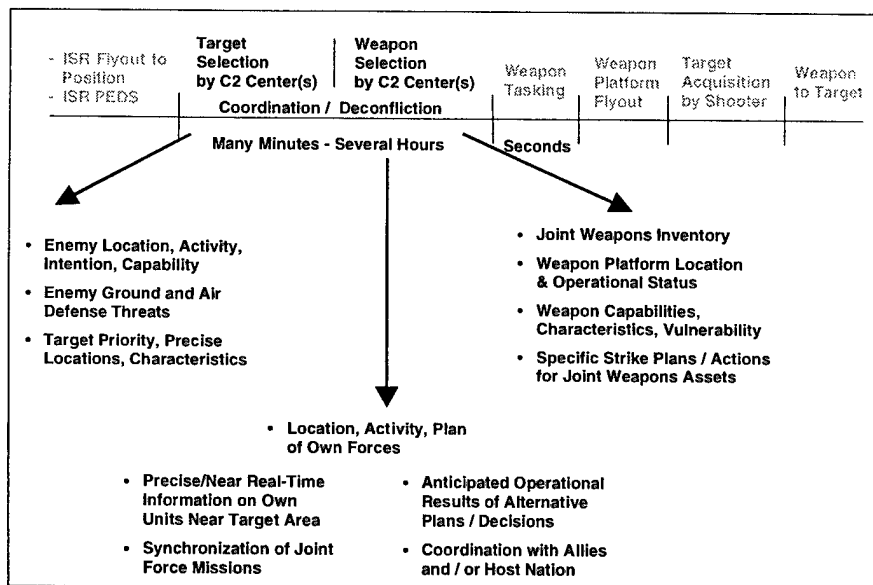 - ISR Flyout to
Position
- ISR PEDS
Target
Selection
by C2 Center(s)
Weapon
Selection
by C2 Center(s)
Coordination / Deconfliction
Weapon
Tasking
Weapon
Platform
Flyout
Target
Acquisition
by Shooter
Weapon
to Target
Many Minutes - Several Hours
Seconds
• Enemy Location, Activity,
Intention, Capability
• Enemy Ground and Air
Defense Threats
• Target Priority, Precise
Locations, Characteristics
• Joint Weapons Inventory
• Weapon Platform Location
& Operational Status
• Weapon Capabilities,
Characteristics, Vulnerability
• Specific Strike Plans / Actions
for Joint Weapons Assets
• Location, Activity, Plan
of Own Forces
• Precise/Near Real-Time
Information on Own
Units Near Target Area
• Synchronization of Joint
Force Missions
• Anticipated Operational
Results of Alternative
Plans / Decisions
• Coordination with Allies
and / or Host Nation